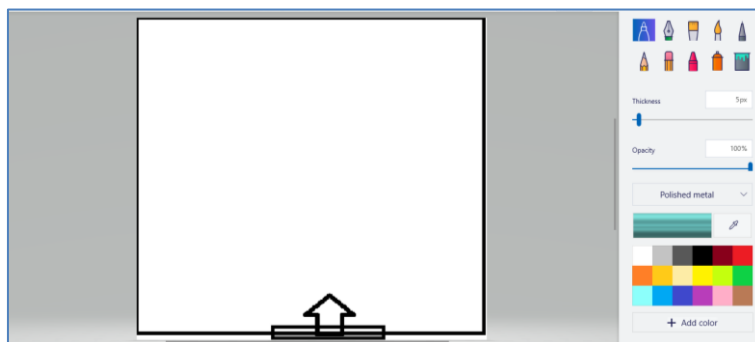 Thickness
5px
Opacity
100%
Polished metal
+ Add color